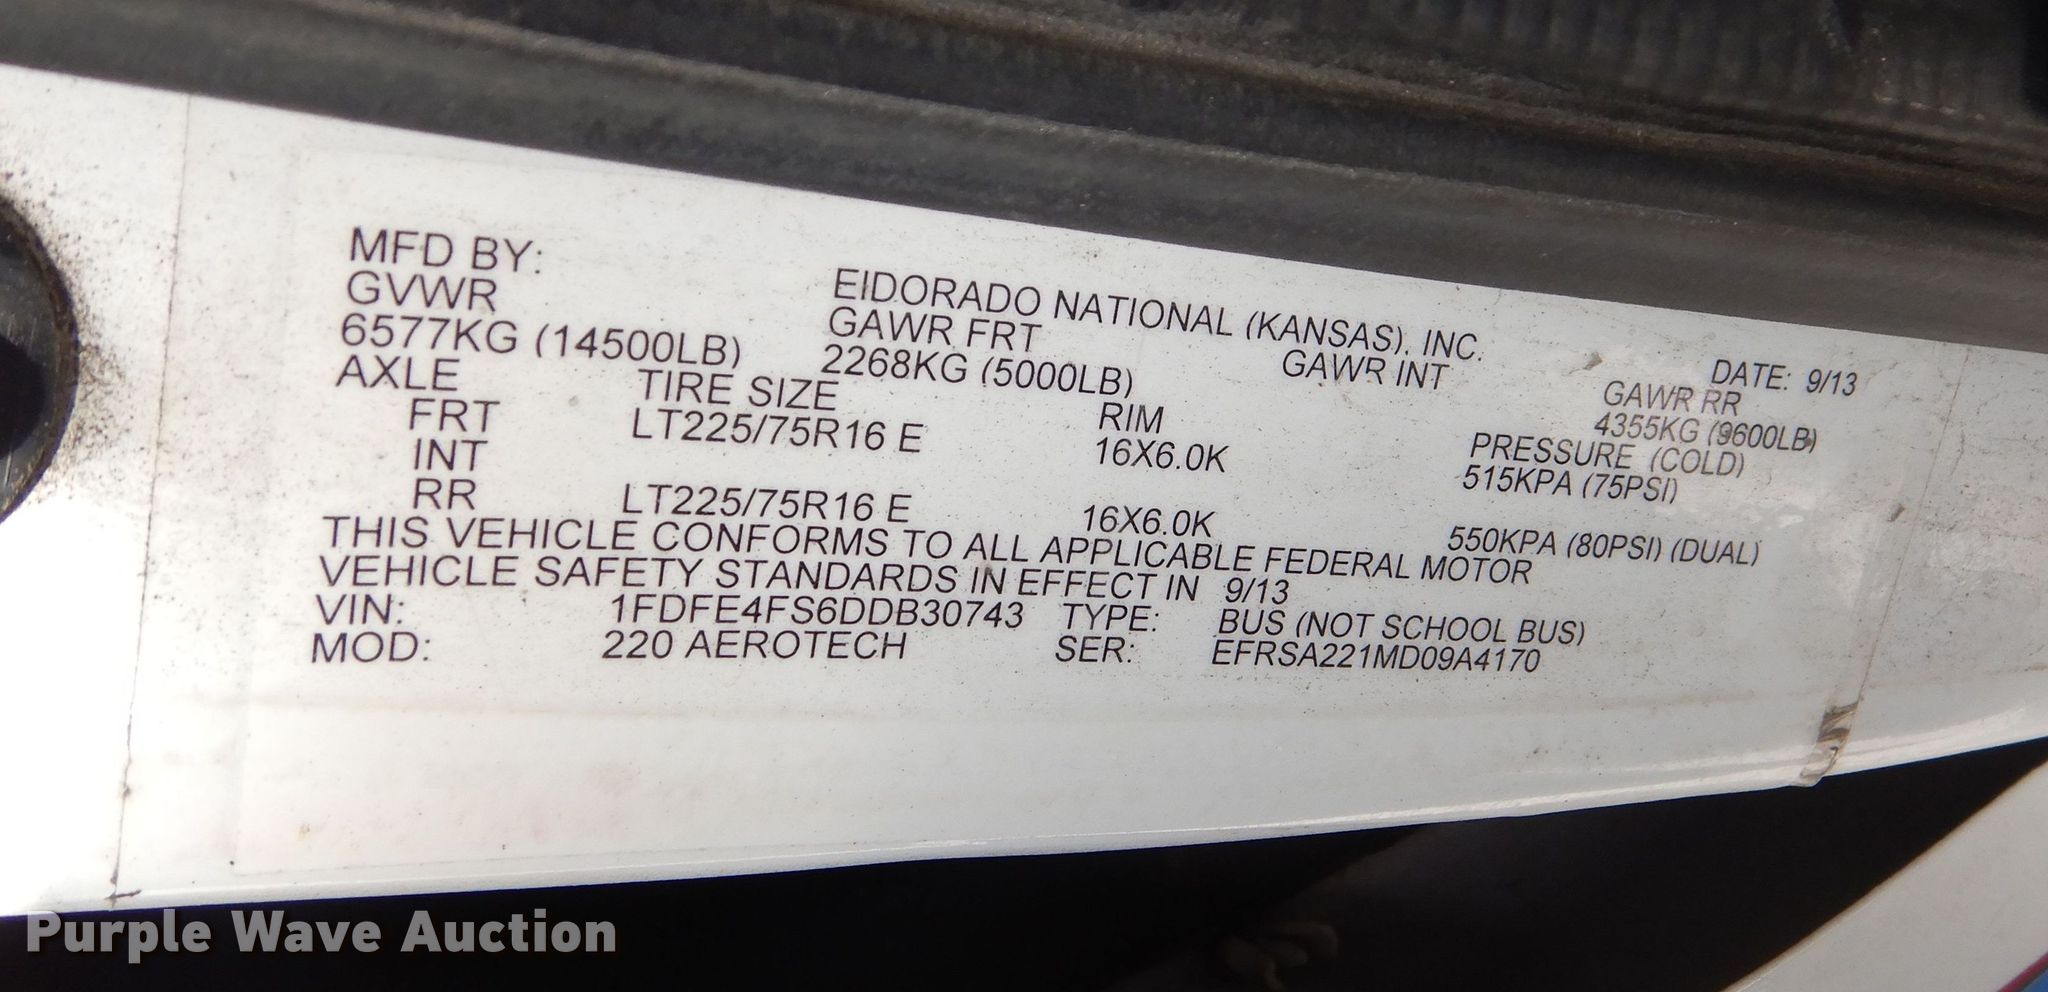 MFD BY: EIDORADO NATIONAL (KANSAS), INC. DATE: 9/13
GVWR GAWR FRT GAWR INT GAWR RR
6577KG (14500LB) 2268KG (5000LB) 4355KG (9600LB)
AXLE TIRE SIZE RIM PRESSURE (COLD)
FRT LT225/75R16 E 16X6.0K 515KPA (75PSI)
INT
RR LT225/75R16 E 16X6.0K 550KPA (80PSI) (DUAL)
THIS VEHICLE CONFORMS TO ALL APPLICABLE FEDERAL MOTOR
VEHICLE SAFETY STANDARDS IN EFFECT IN 9/13
VIN: 1FDFE4FS6DDB30743 TYPE: BUS (NOT SCHOOL BUS)
MOD: 220 AEROTECH SER: EFRSA221MD09A4170
Purple Wave Auction